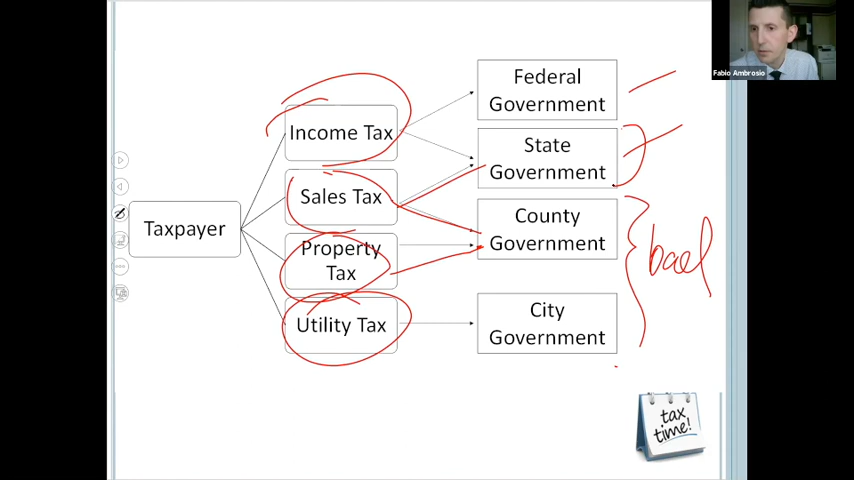 Fabio Ambrosio
Taxpayer
Income Tax
Sales Tax
Property
Tax
Utility Tax
Federal
Government
State
Government
County
Government
City
Government
tax
time!